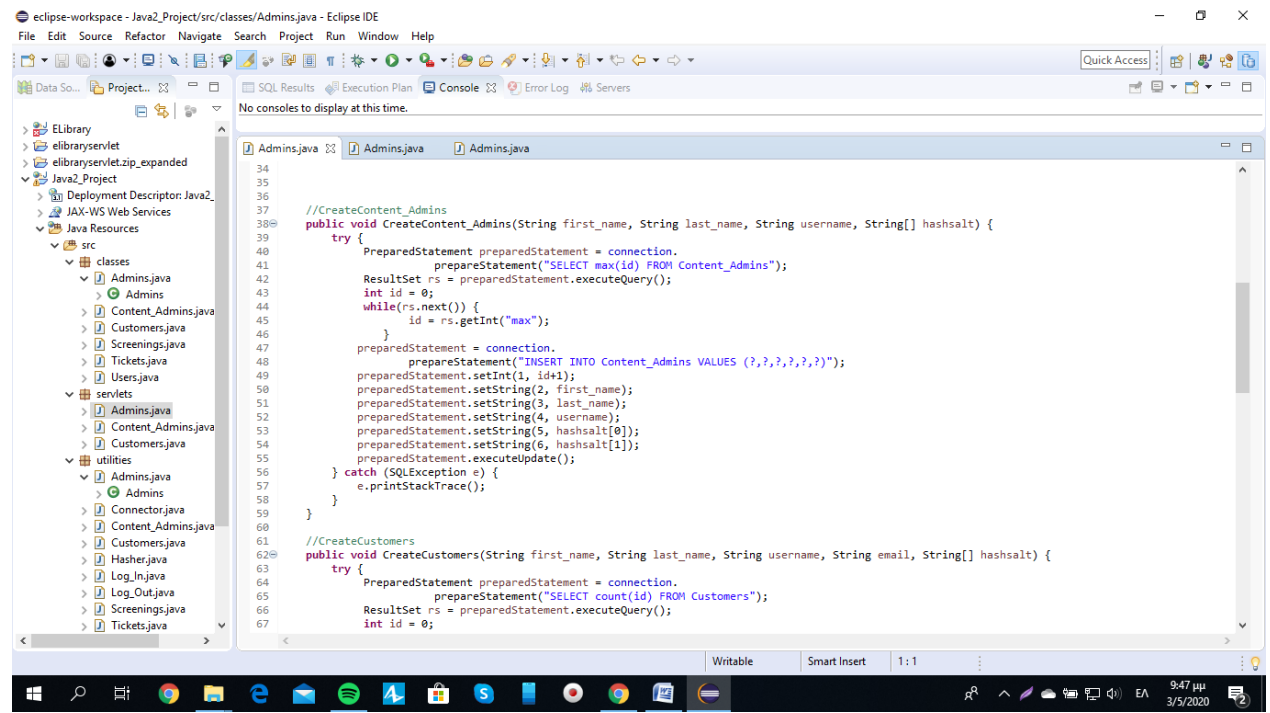 eclipse-workspace - Java2_Project/src/classes/Admins.java - Eclipse IDE
File Edit Source Refactor Navigate Search Project Run Window Help
Quick Access
Data So... Project... SQL Results Execution Plan Console Error Log Servers
No consoles to display at this time.
ELibrary
elibraryservlet
elibraryservlet.zip_expanded
Java2_Project
Deployment Descriptor: Java2_
JAX-WS Web Services
Java Resources
src
classes
Admins.java
Admins
Content_Admins.java
Customers.java
Screenings.java
Tickets.java
Users.java
servlets
Admins.java
Content_Admins.java
Customers.java
utilities
Admins.java
Admins
Connector.java
Content_Admins.java
Customers.java
Hasher.java
Log_In.java
Log_Out.java
Screenings.java
Tickets.java
Admins.java Admins.java Admins.java
34
35
36
37 //CreateContent_Admins
38 public void CreateContent_Admins(String first_name, String last_name, String username, String[] hashsalt) {
39 try {
40 PreparedStatement preparedStatement = connection.
41 prepareStatement("SELECT max(id) FROM Content_Admins");
42 ResultSet rs = preparedStatement.executeQuery();
43 int id = 0;
44 while(rs.next()) {
45 id = rs.getInt("max");
46 }
47 preparedStatement = connection.
48 prepareStatement("INSERT INTO Content_Admins VALUES (?,?,?,?,?,?)");
49 preparedStatement.setInt(1, id+1);
50 preparedStatement.setString(2, first_name);
51 preparedStatement.setString(3, last_name);
52 preparedStatement.setString(4, username);
53 preparedStatement.setString(5, hashsalt[0]);
54 preparedStatement.setString(6, hashsalt[1]);
55 preparedStatement.executeUpdate();
56 } catch (SQLException e) {
57 e.printStackTrace();
58 }
59 }
60
61 //CreateCustomers
62 public void CreateCustomers(String first_name, String last_name, String username, String email, String[] hashsalt) {
63 try {
64 PreparedStatement preparedStatement = connection.
65 prepareStatement("SELECT count(id) FROM Customers");
66 ResultSet rs = preparedStatement.executeQuery();
67 int id = 0;
Writable Smart Insert 1 : 1
ΕΛ
9:47 μμ
3/5/2020
2